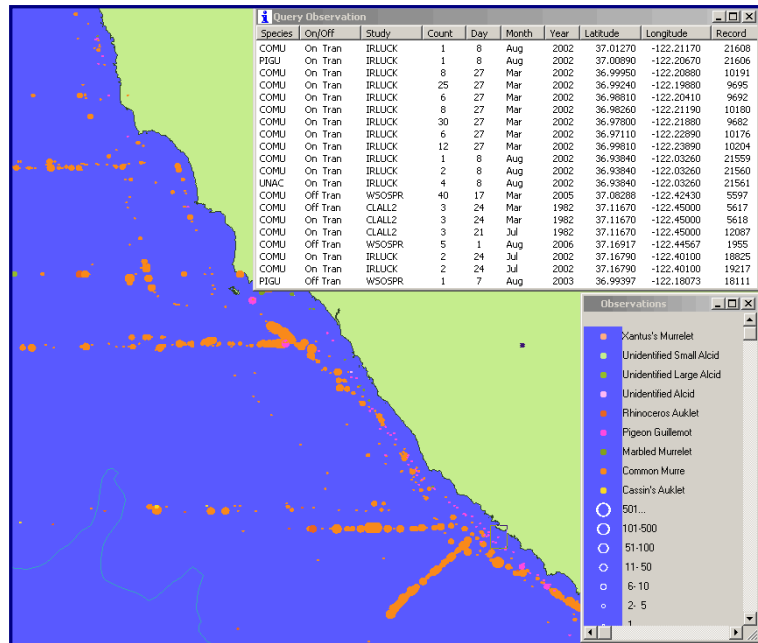 Query Observation
Species On/Off Study Count Day Month Year Latitude Longitude Record
COMU On Tran IRLUCK 1 8 Aug 2002 37.01270 -122.21170 21608
PIGU On Tran IRLUCK 1 8 Aug 2002 37.00890 -122.20670 21606
COMU On Tran IRLUCK 8 27 Mar 2002 36.99950 -122.20880 10191
COMU On Tran IRLUCK 25 27 Mar 2002 36.99240 -122.19880 9695
COMU On Tran IRLUCK 6 27 Mar 2002 36.98810 -122.20410 9692
COMU On Tran IRLUCK 8 27 Mar 2002 36.98260 -122.21190 10180
COMU On Tran IRLUCK 30 27 Mar 2002 36.97800 -122.21880 9682
COMU On Tran IRLUCK 6 27 Mar 2002 36.97110 -122.22890 10176
COMU On Tran IRLUCK 12 27 Mar 2002 36.99810 -122.23890 10204
COMU On Tran IRLUCK 1 8 Aug 2002 36.93840 -122.03260 21559
COMU On Tran IRLUCK 2 8 Aug 2002 36.93840 -122.03260 21560
UNAC On Tran IRLUCK 4 8 Aug 2002 36.93840 -122.03260 21561
COMU Off Tran WSOSPR 40 17 Mar 2005 37.08288 -122.42430 5597
COMU On Tran CLALL2 3 24 Mar 1982 37.11670 -122.45000 5617
COMU On Tran CLALL2 3 24 Mar 1982 37.11670 -122.45000 5618
COMU On Tran CLALL2 3 21 Jul 1982 37.11670 -122.45000 12087
COMU Off Tran WSOSPR 5 1 Aug 2006 37.16917 -122.44567 1955
COMU On Tran IRLUCK 2 24 Jul 2002 37.16790 -122.40100 18825
COMU On Tran IRLUCK 2 24 Jul 2002 37.16790 -122.40100 19217
PIGU Off Tran WSOSPR 1 7 Aug 2003 36.99397 -122.18073 18111
Observations
Xantus's Murrelet
Unidentified Small Alcid
Unidentified Large Alcid
Unidentified Alcid
Rhinoceros Auklet
Pigeon Guillemot
Marbled Murrelet
Common Murre
Cassin's Auklet
501...
101-500
51-100
11- 50
6- 10
2- 5
1